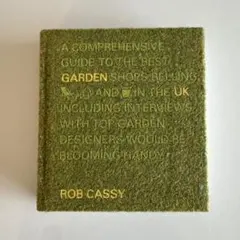 A COMPREHENSIVE
GUIDE TO THE BEST
GARDEN SHOPS SELLING
AND IN THE UK
INCLUDING INTERVIEWS
WITH TOP GARDEN
DESIGNERS WOULD BE
BLOOMING HANDY
ROB CASSY